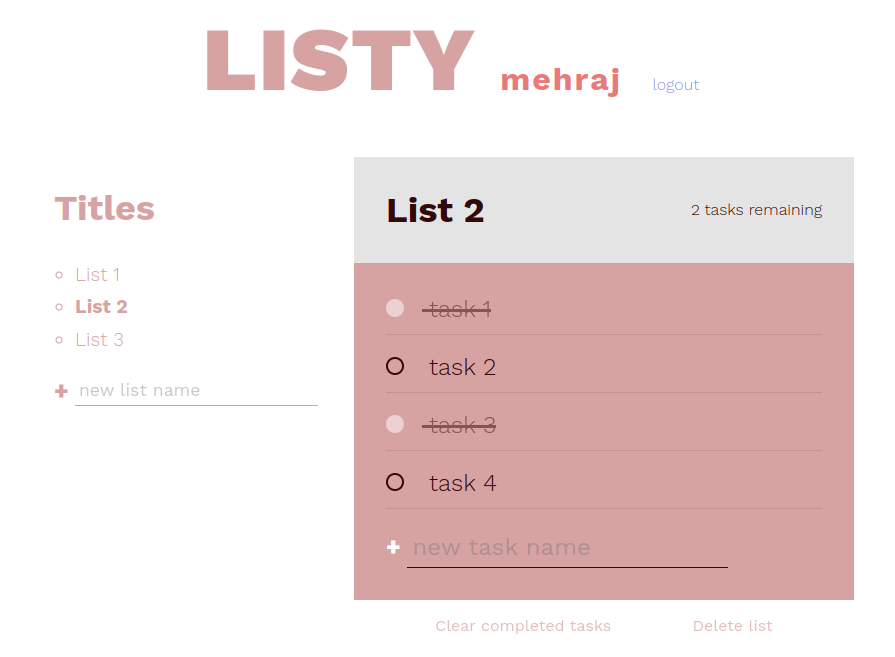 LISTY mehraj logout
Titles
List 1
List 2
List 3
+ new list name
List 2 2 tasks remaining
task 1
task 2
task 3
task 4
+ new task name
Clear completed tasks Delete list